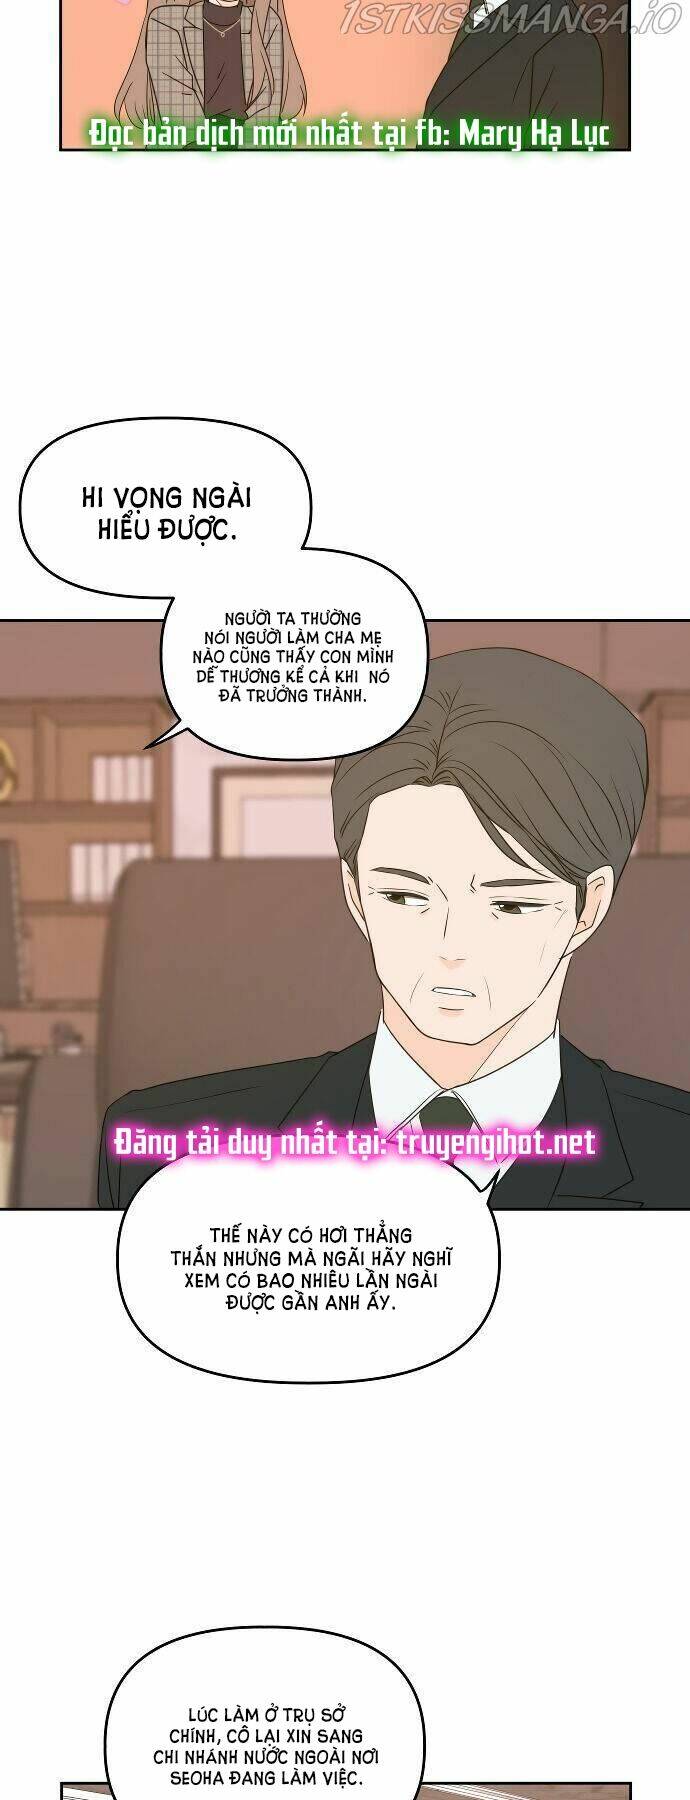 1STKISSMANGA.IO
Đọc bản dịch mới nhất tại fb: Mary Hạ Lục
HI VỌNG NGÀI
HIỂU ĐƯỢC.
NGƯỜI TA THƯỜNG
NÓI NGƯỜI LÀM CHA MẸ
NÀO CŨNG THẤY CON MÌNH
DỄ THƯƠNG KỂ CẢ KHI NÓ
ĐÃ TRƯỞNG THÀNH.
Đăng tải duy nhất tại: truyengihot.net
THẾ NÀY CÓ HƠI THẲNG
THẮN NHƯNG MÀ NGÃI HÃY NGHĨ
XEM CÓ BAO NHIÊU LẦN NGÀI
ĐƯỢC GẦN ANH ẤY.
LÚC LÀM Ở TRỤ SỞ
CHÍNH, CÔ LẠI XIN SANG
CHI NHÁNH NƯỚC NGOÀI NƠI
SEOHA ĐANG LÀM VIỆC.